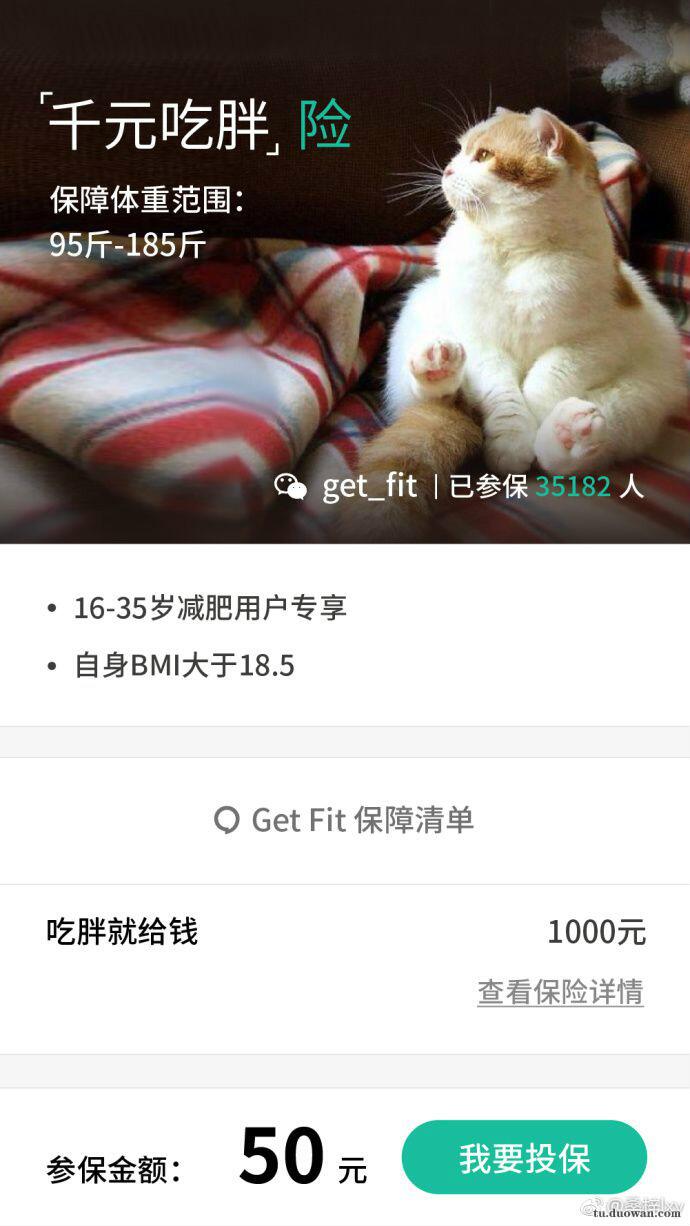 「千元吃胖」险
保障体重范围：
95斤-185斤
get_fit | 已参保 35182 人
• 16-35岁减肥用户专享
• 自身BMI大于18.5
Get Fit 保障清单
吃胖就给钱 1000元
查看保险详情
参保金额： 50 元 我要投保
tu.duowan.com